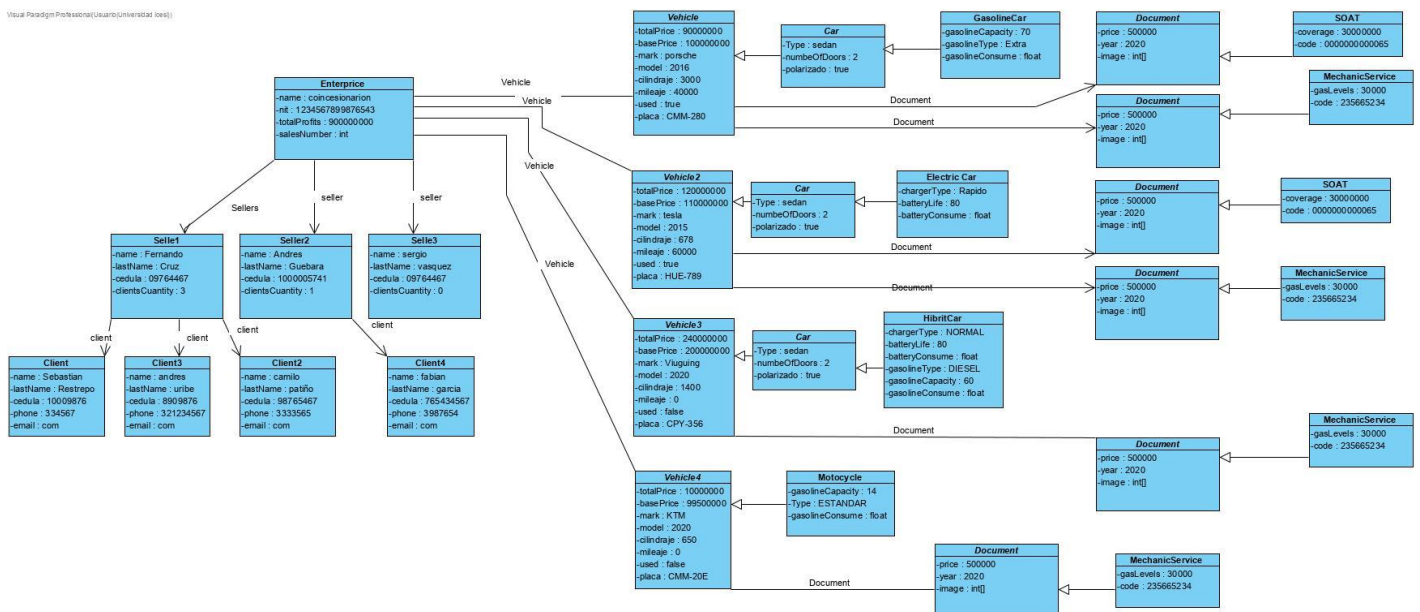 Visual Paradigm Professional(Usuario(Universidad Icesi))
Enterprice
-name : coincesionarion
-nit : 1234567899876543
-totalProfits : 900000000
-salesNumber : int
Sellers
seller
seller
Selle1
-name : Fernando
-lastName : Cruz
-cedula : 09764467
-clientsCuantity : 3
Seller2
-name : Andres
-lastName : Guebara
-cedula : 1000005741
-clientsCuantity : 1
Selle3
-name : sergio
-lastName : vasquez
-cedula : 09764467
-clientsCuantity : 0
client
client
client
client
Client
-name : Sebastian
-lastName : Restrepo
-cedula : 10009876
-phone : 334567
-email : com
Client3
-name : andres
-lastName : uribe
-cedula : 8909876
-phone : 321234567
-email : com
Client2
-name : camilo
-lastName : patiño
-cedula : 98765467
-phone : 3333565
-email : com
Client4
-name : fabian
-lastName : garcia
-cedula : 765434567
-phone : 3987654
-email : com
Vehicle
Vehicle
Vehicle
Vehicle
Vehicle
-totalPrice : 90000000
-basePrice : 100000000
-mark : porsche
-model : 2016
-cilindraje : 3000
-mileaje : 40000
-used : true
-placa : CMM-280
Car
-Type : sedan
-numbeOfDoors : 2
-polarizado : true
GasolineCar
-gasolineCapacity : 70
-gasolineType : Extra
-gasolineConsume : float
Document
Document
-price : 500000
-year : 2020
-image : int[]
SOAT
-coverage : 30000000
-code : 0000000000065
Document
-price : 500000
-year : 2020
-image : int[]
MechanicService
-gasLevels : 30000
-code : 235665234
Vehicle2
-totalPrice : 120000000
-basePrice : 110000000
-mark : tesla
-model : 2015
-cilindraje : 678
-mileaje : 60000
-used : true
-placa : HUE-789
Car
-Type : sedan
-numbeOfDoors : 2
-polarizado : true
Electric Car
-chargerType : Rapido
-batteryLife : 80
-batteryConsume : float
Document
Document
-price : 500000
-year : 2020
-image : int[]
SOAT
-coverage : 30000000
-code : 0000000000065
Document
Document
-price : 500000
-year : 2020
-image : int[]
MechanicService
-gasLevels : 30000
-code : 235665234
Vehicle3
-totalPrice : 240000000
-basePrice : 200000000
-mark : Viuguing
-model : 2020
-cilindraje : 1400
-mileaje : 0
-used : false
-placa : CPY-356
Car
-Type : sedan
-numbeOfDoors : 2
-polarizado : true
HibritCar
-chargerType : NORMAL
-batteryLife : 80
-batteryConsume : float
-gasolineType : DIESEL
-gasolineCapacity : 60
-gasolineConsume : float
Document
Document
-price : 500000
-year : 2020
-image : int[]
MechanicService
-gasLevels : 30000
-code : 235665234
Vehicle4
-totalPrice : 10000000
-basePrice : 99500000
-mark : KTM
-model : 2020
-cilindraje : 650
-mileaje : 0
-used : false
-placa : CMM-20E
Motocycle
-gasolineCapacity : 14
-Type : ESTANDAR
-gasolineConsume : float
Document
Document
-price : 500000
-year : 2020
-image : int[]
MechanicService
-gasLevels : 30000
-code : 235665234